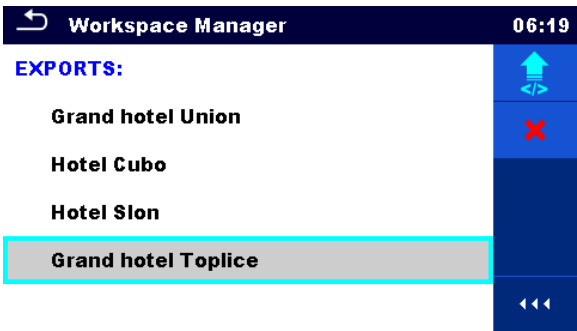 Workspace Manager 06:19
EXPORTS:
</>
Grand hotel Union
Hotel Cubo
Hotel Slon
Grand hotel Toplice